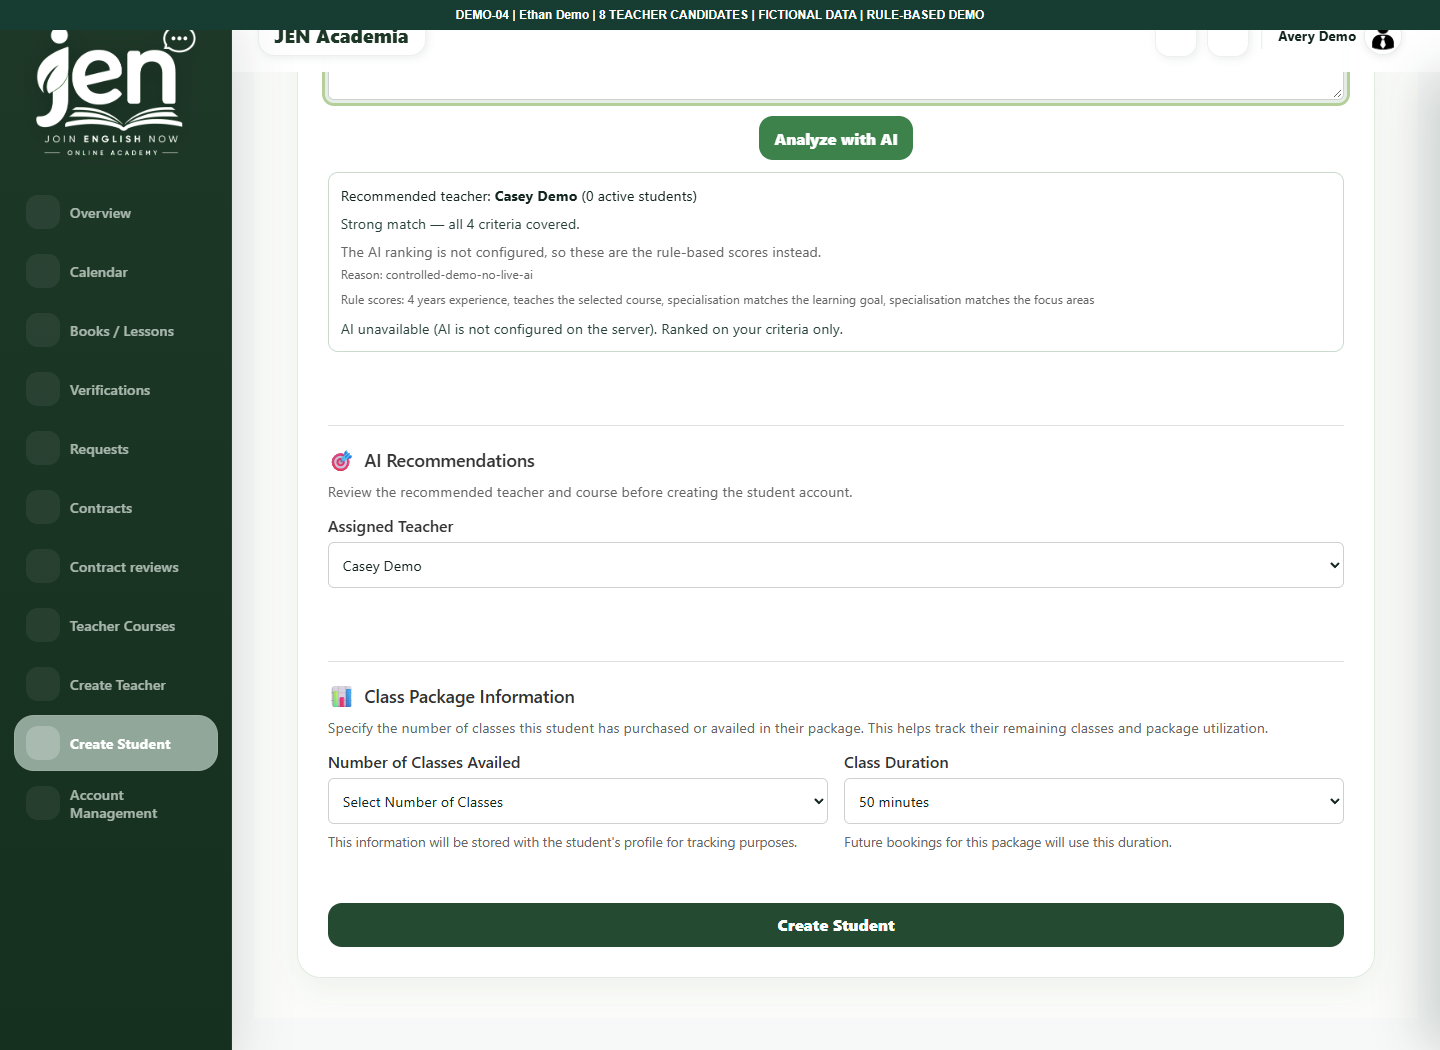 DEMO-04 | Ethan Demo | 8 TEACHER CANDIDATES | FICTIONAL DATA | RULE-BASED DEMO
jen
JOIN ENGLISH NOW
ONLINE ACADEMY
JEN Academia
Avery Demo
Overview
Calendar
Books / Lessons
Verifications
Requests
Contracts
Contract reviews
Teacher Courses
Create Teacher
Create Student
Account
Management
Analyze with AI
Recommended teacher: Casey Demo (0 active students)
Strong match — all 4 criteria covered.
The AI ranking is not configured, so these are the rule-based scores instead.
Reason: controlled-demo-no-live-ai
Rule scores: 4 years experience, teaches the selected course, specialisation matches the learning goal, specialisation matches the focus areas
AI unavailable (AI is not configured on the server). Ranked on your criteria only.
AI Recommendations
Review the recommended teacher and course before creating the student account.
Assigned Teacher
Casey Demo
Class Package Information
Specify the number of classes this student has purchased or availed in their package. This helps track their remaining classes and package utilization.
Number of Classes Availed
Class Duration
Select Number of Classes
50 minutes
This information will be stored with the student's profile for tracking purposes.
Future bookings for this package will use this duration.
Create Student